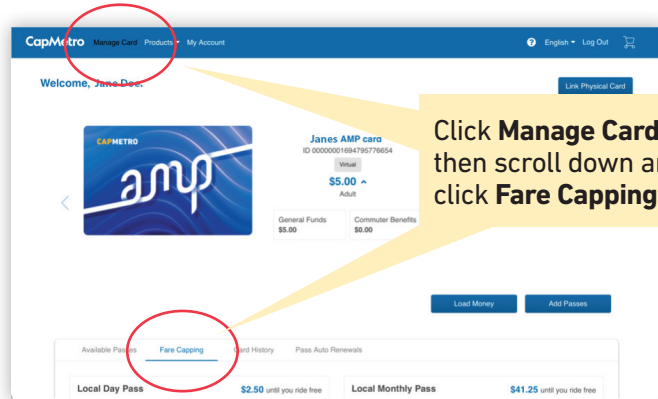 CapMetro Manage Card Products My Account English Log Out
Welcome, Jane Doe.
Link Physical Card
CAPMETRO
amp
Janes AMP card
ID 00000001694795776654
Virtual
$5.00
Adult
General Funds
$5.00
Commuter Benefits
$0.00
Click Manage Card
then scroll down
click Fare Capping
Load Money Add Passes
Available Passes Fare Capping Card History Pass Auto Renewals
Local Day Pass $2.50 until you ride free Local Monthly Pass $41.25 until you ride free